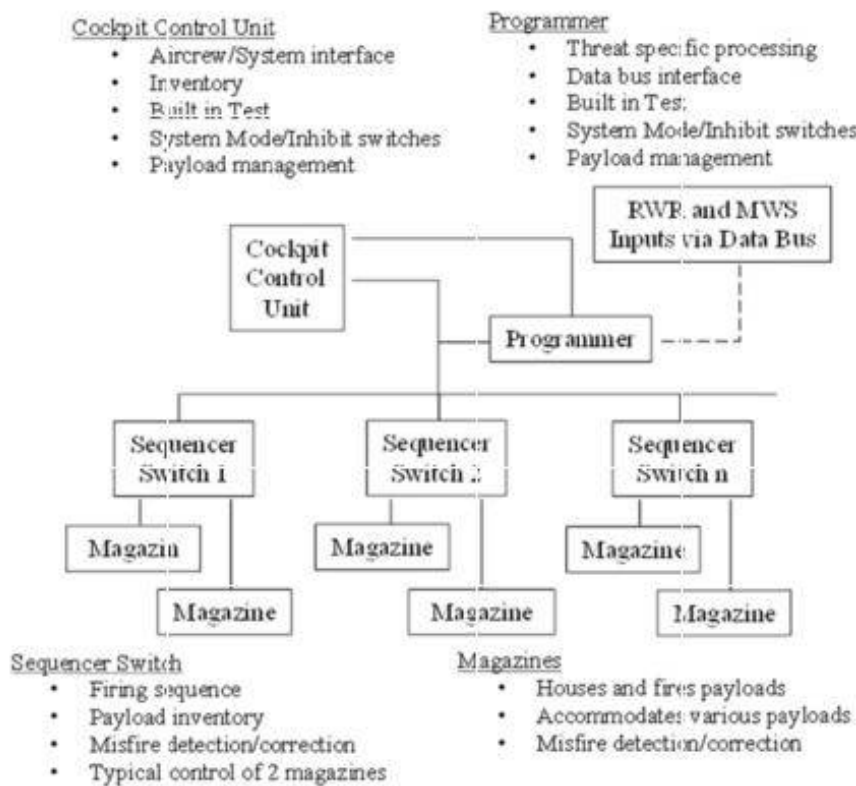 Cockpit Control Unit
• Aircrew/System interface
• Inventory
• Built in Test
• System Mode/Inhibit switches
• Payload management
Programmer
• Threat specific processing
• Data bus interface
• Built in Test
• System Mode/Inhibit switches
• Payload management
RWR and MWS
Inputs via Data Bus
Cockpit
Control
Unit
Programmer
Sequencer
Switch 1
Sequencer
Switch 2
Sequencer
Switch n
Magazin
Magazine
Magazine
Magazine
Magazine
Magazine
Sequencer Switch
• Firing sequence
• Payload inventory
• Misfire detection/correction
• Typical control of 2 magazines
Magazines
• Houses and fires payloads
• Accommodates various payloads
• Misfire detection/correction